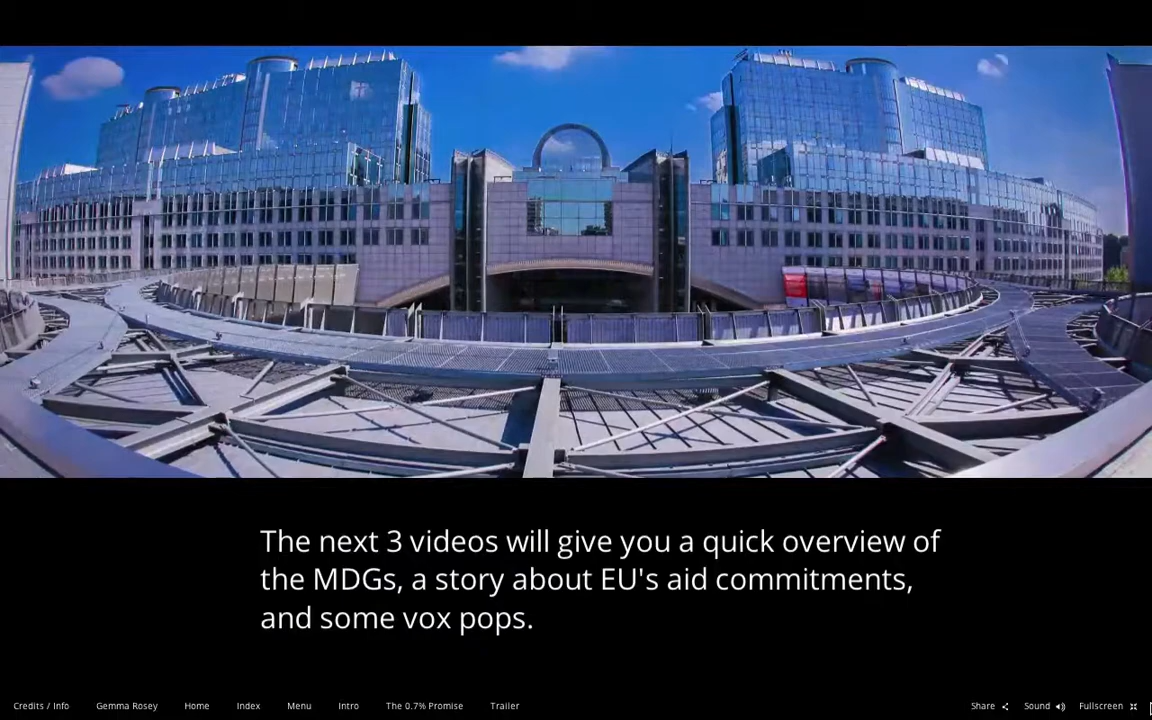 The next 3 videos will give you a quick overview of
the MDGs, a story about EU's aid commitments,
and some vox pops.
Credits / Info Gemma Rosey Home Index Menu Intro The 0.7% Promise Trailer Share Sound Fullscreen